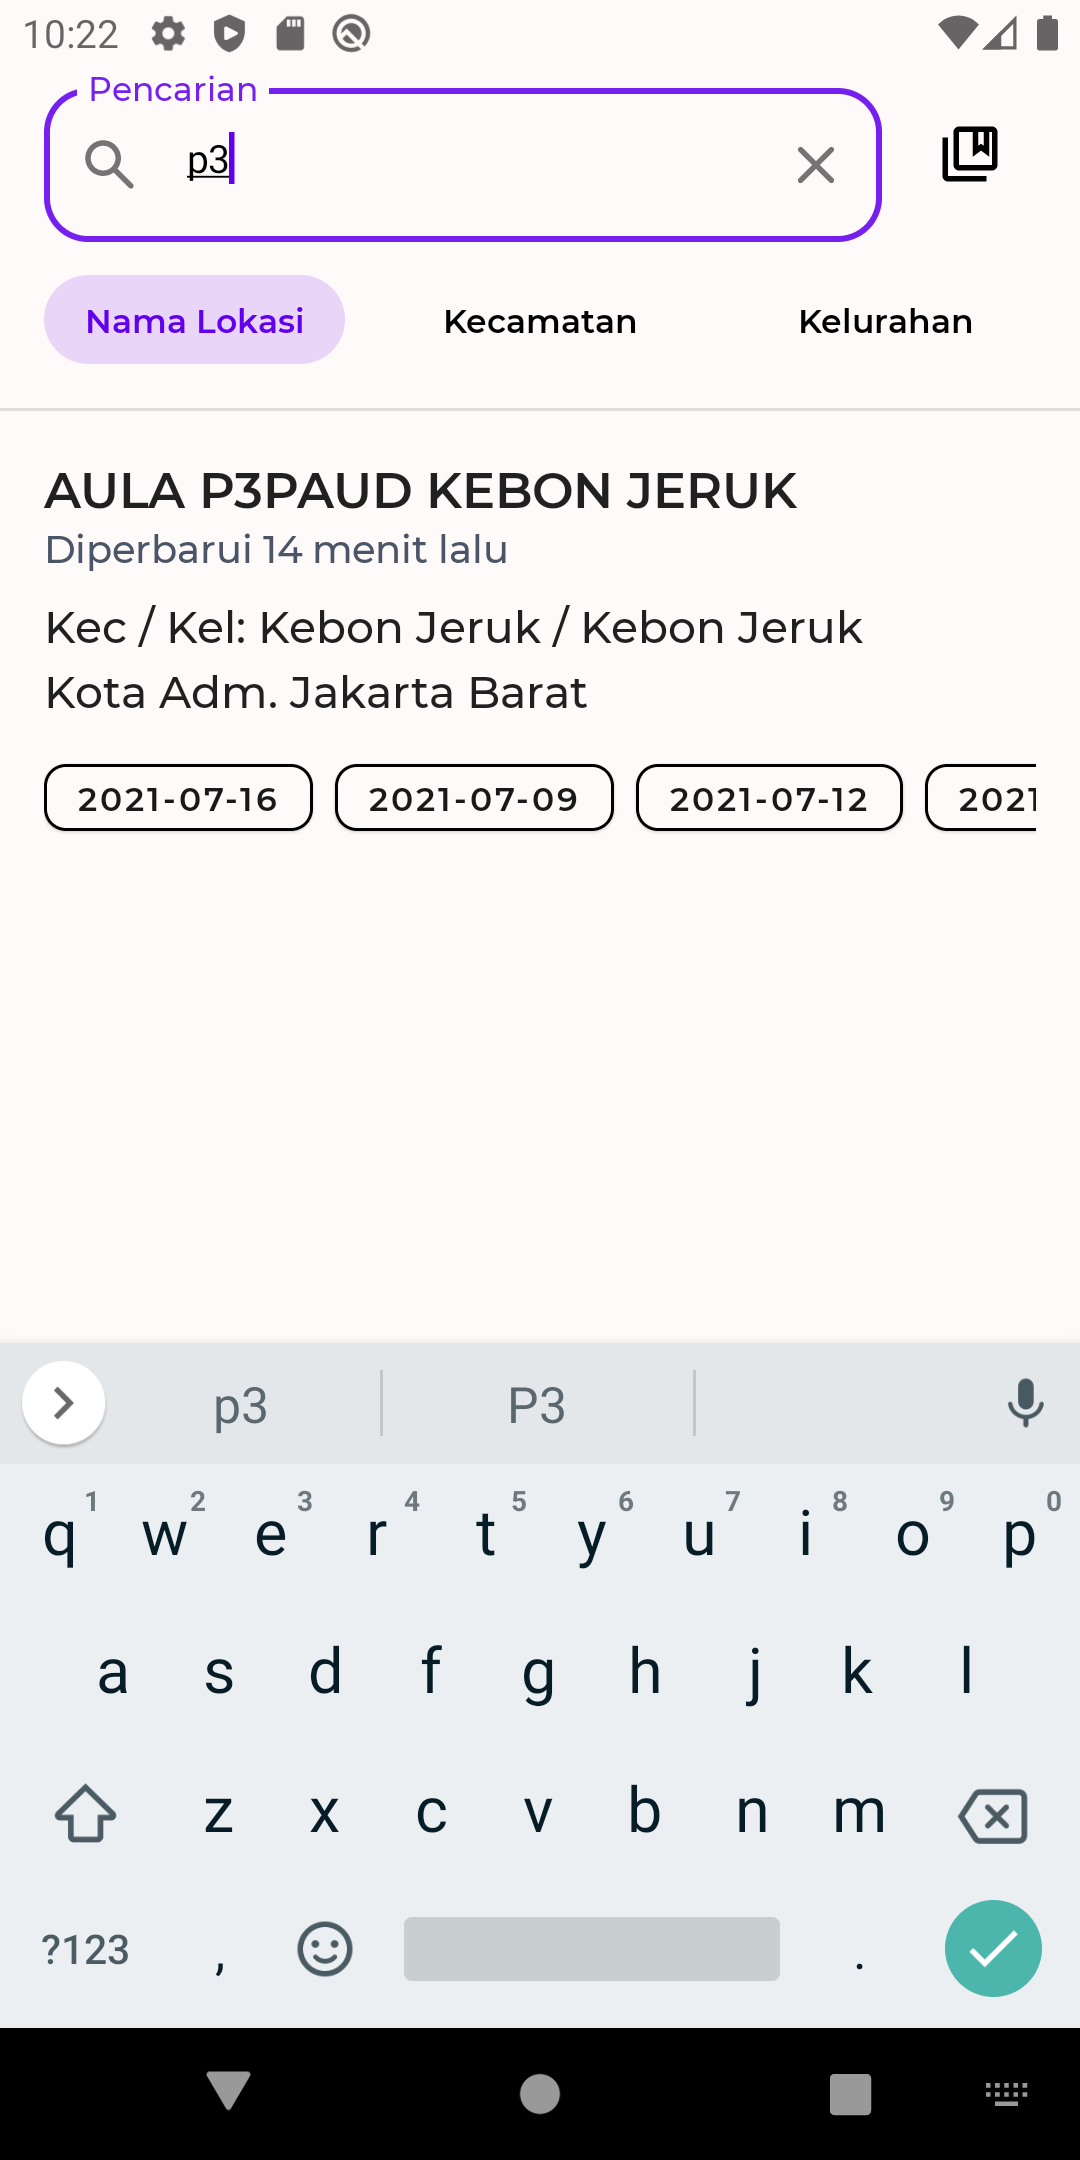 10:22
Pencarian
p3
Nama Lokasi Kecamatan Kelurahan
AULA P3PAUD KEBON JERUK
Diperbarui 14 menit lalu
Kec / Kel: Kebon Jeruk / Kebon Jeruk
Kota Adm. Jakarta Barat
2021-07-16 2021-07-09 2021-07-12 2021
p3 P3
1 2 3 4 5 6 7 8 9 0
q w e r t y u i o p
a s d f g h j k l
z x c v b n m
?123 , .